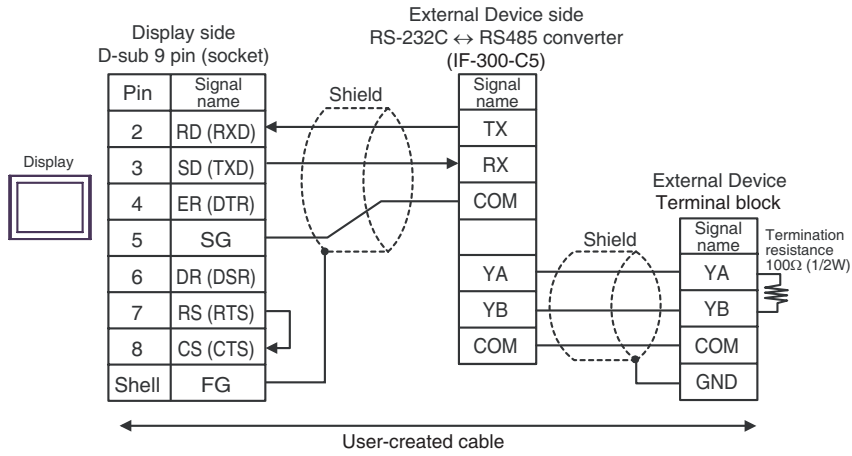 Display side
D-sub 9 pin (socket)
External Device side
RS-232C ↔ RS485 converter
(IF-300-C5)
Display
Pin
Signal
name
2
RD (RXD)
3
SD (TXD)
4
ER (DTR)
5
SG
6
DR (DSR)
7
RS (RTS)
8
CS (CTS)
Shell
FG
Shield
Signal
name
TX
RX
COM
YA
YB
COM
Shield
External Device
Terminal block
Signal
name
YA
YB
COM
GND
Termination
resistance
100Ω (1/2W)
User-created cable